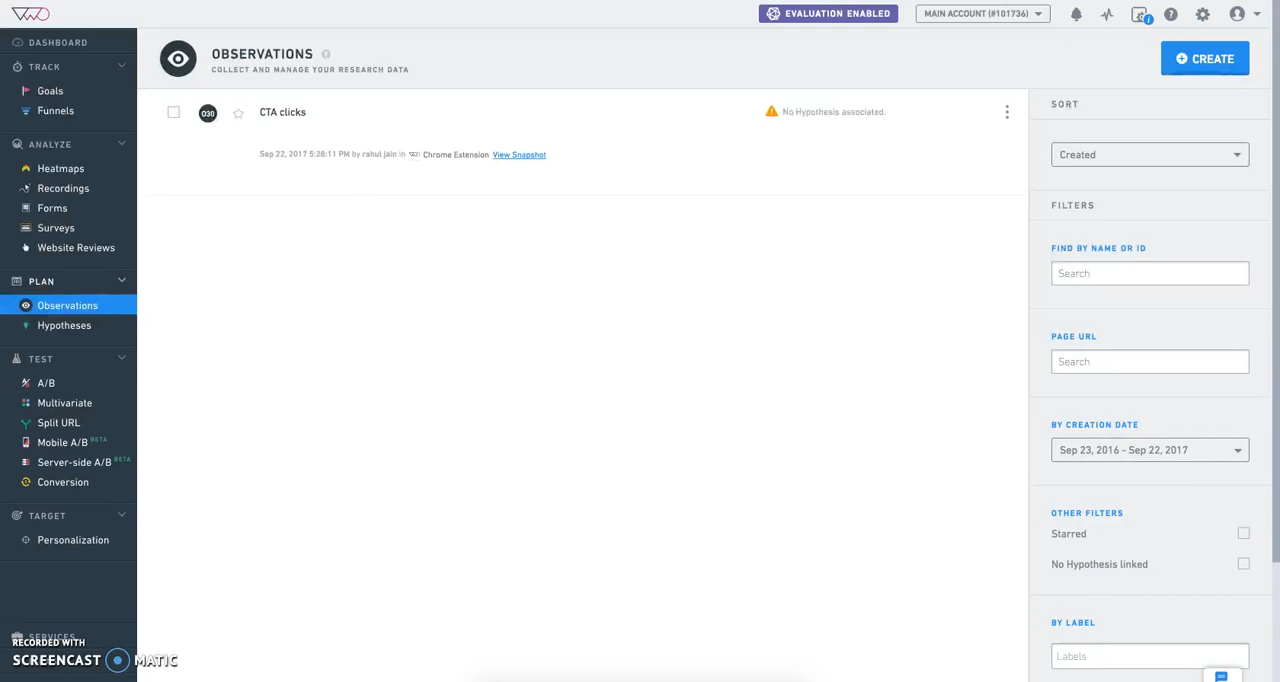 VWO
EVALUATION ENABLED
MAIN ACCOUNT (#101736)
i
?
DASHBOARD
TRACK
Goals
Funnels
ANALYZE
Heatmaps
Recordings
Forms
Surveys
Website Reviews
PLAN
Observations
Hypotheses
TEST
A/B
Multivariate
Split URL
Mobile A/B BETA
Server-side A/B BETA
Conversion
TARGET
Personalization
SERVICES
RECORDED WITH
SCREENCAST MATIC
OBSERVATIONS
COLLECT AND MANAGE YOUR RESEARCH DATA
CREATE
030
CTA clicks
No Hypothesis associated.
Sep 22, 2017 5:28:11 PM by rahul jain in VWO Chrome Extension View Snapshot
SORT
Created
FILTERS
FIND BY NAME OR ID
Search
PAGE URL
Search
BY CREATION DATE
Sep 23, 2016 - Sep 22, 2017
OTHER FILTERS
Starred
No Hypothesis linked
BY LABEL
Labels